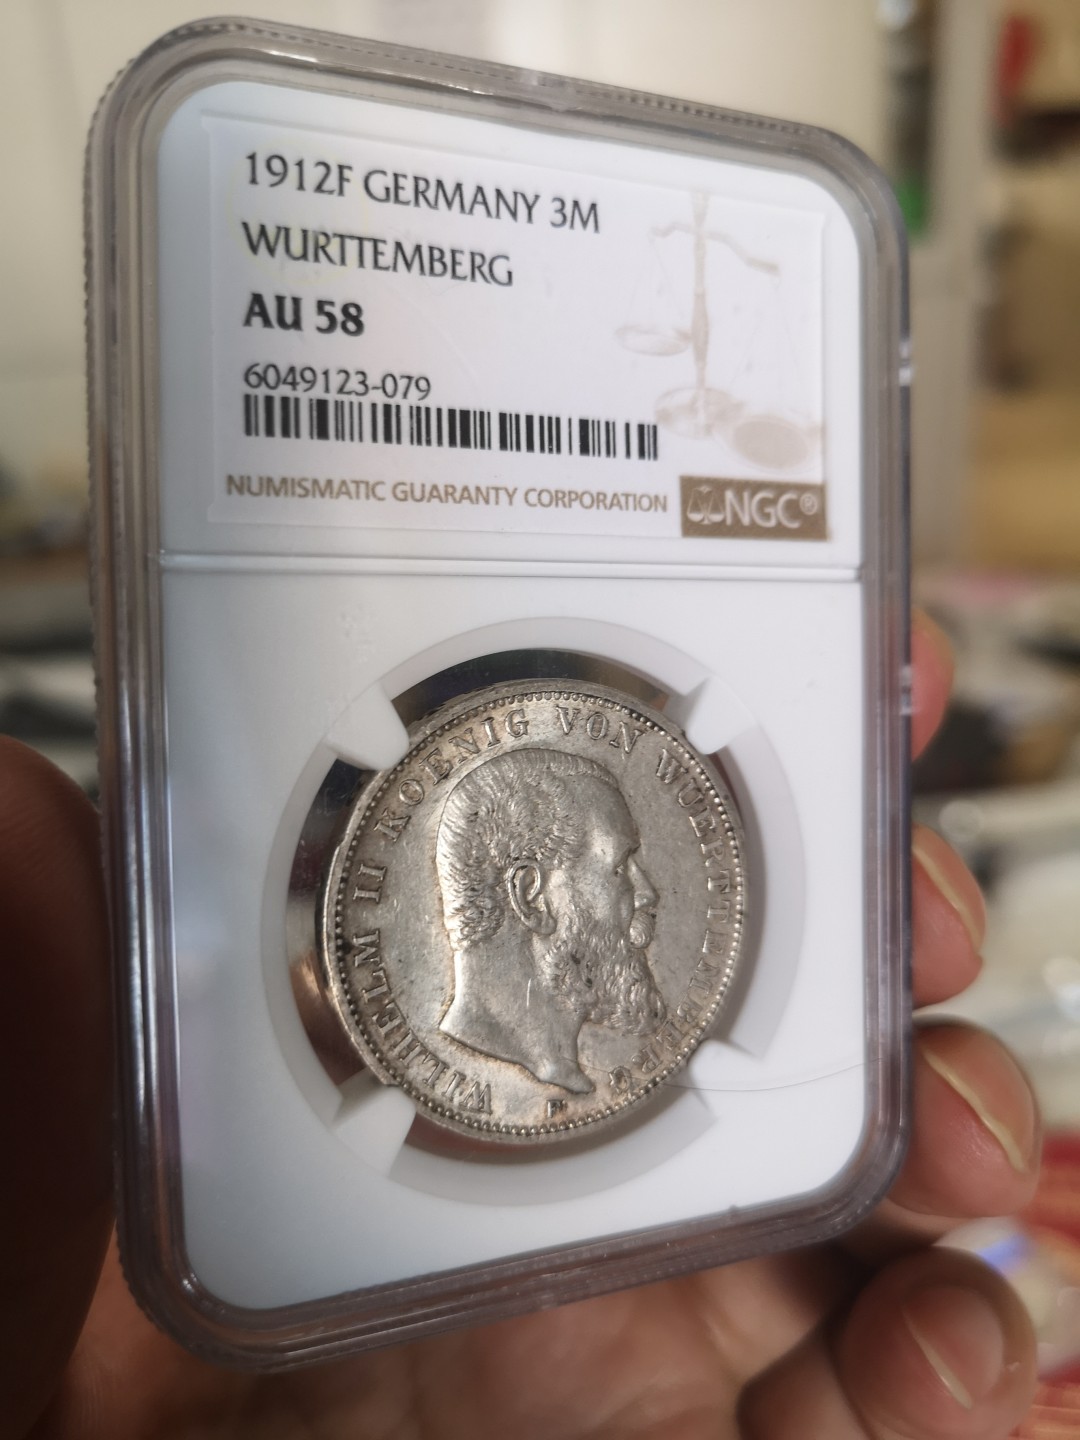 1912F GERMANY 3M
WURTTEMBERG
AU 58
6049123-079
NUMISMATIC GUARANTY CORPORATION
NGC®
WILHELM II KOENIG VON WUERTTEMBERG
F